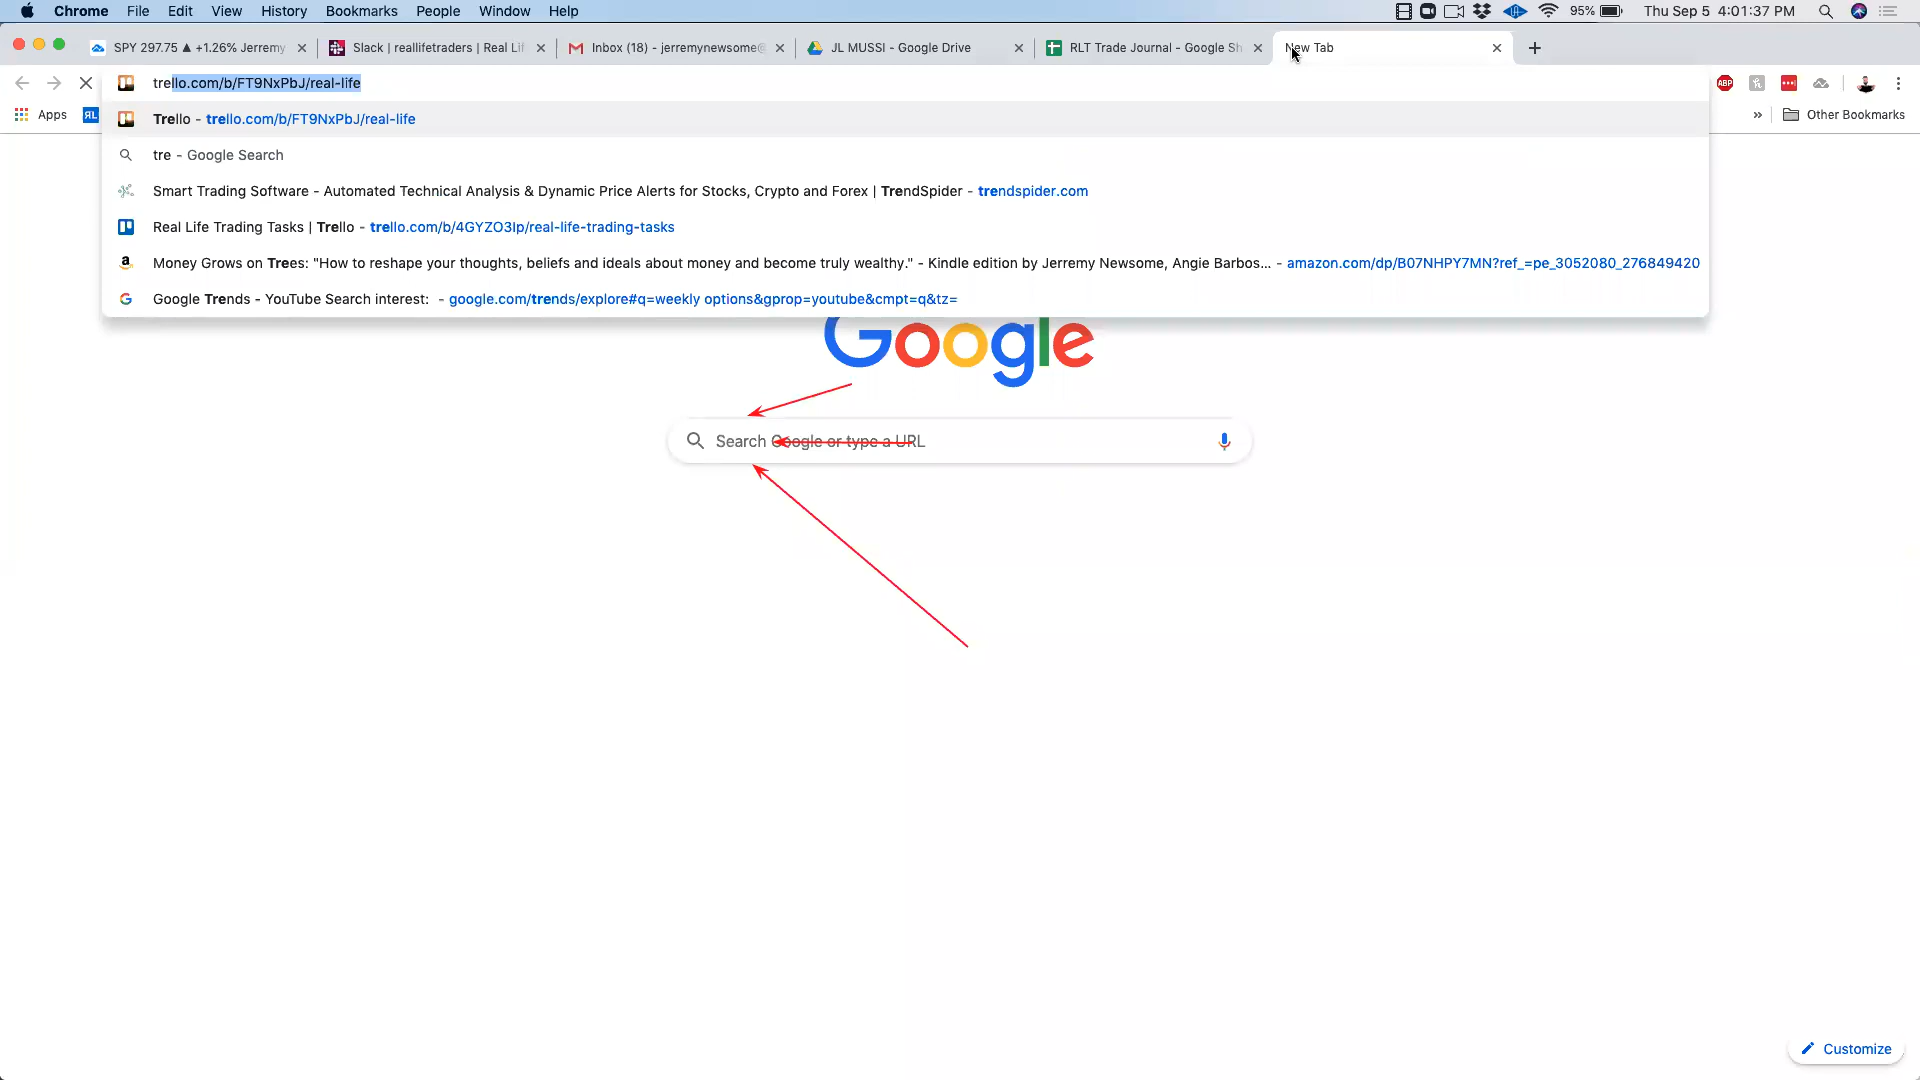 Chrome File Edit View History Bookmarks People Window Help 95% Thu Sep 5 4:01:37 PM
SPY 297.75 ▲ +1.26% Jerremy
Slack | reallifetraders | Real Lif
Inbox (18) - jerremynewsome@
JL MUSSI - Google Drive
RLT Trade Journal - Google Sh
New Tab
trello.com/b/FT9NxPbJ/real-life
ABP
Apps RL » Other Bookmarks
Trello - trello.com/b/FT9NxPbJ/real-life
tre - Google Search
Smart Trading Software - Automated Technical Analysis & Dynamic Price Alerts for Stocks, Crypto and Forex | TrendSpider - trendspider.com
Real Life Trading Tasks | Trello - trello.com/b/4GYZO3Ip/real-life-trading-tasks
Money Grows on Trees: "How to reshape your thoughts, beliefs and ideals about money and become truly wealthy." - Kindle edition by Jerremy Newsome, Angie Barbos... - amazon.com/dp/B07NHPY7MN?ref_=pe_3052080_276849420
Google Trends - YouTube Search interest: - google.com/trends/explore#q=weekly options&gprop=youtube&cmpt=q&tz=
Google
Search Google or type a URL
Customize